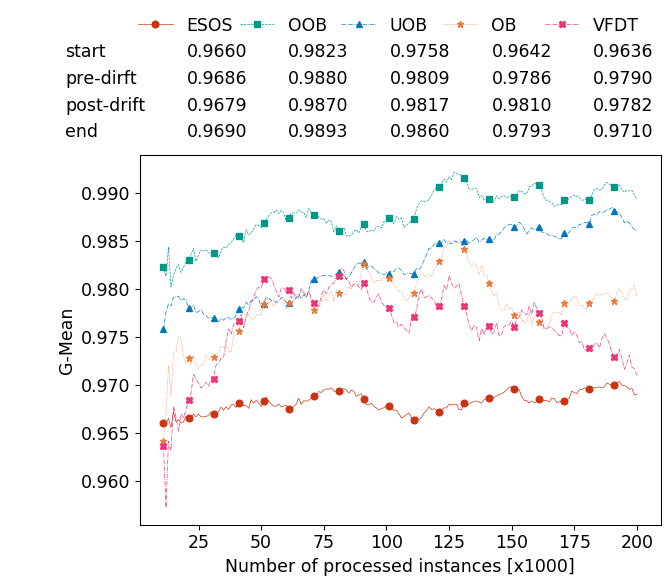 ESOS OOB UOB OB VFDT
start 0.9660 0.9823 0.9758 0.9642 0.9636
pre-dirft 0.9686 0.9880 0.9809 0.9786 0.9790
post-drift 0.9679 0.9870 0.9817 0.9810 0.9782
end 0.9690 0.9893 0.9860 0.9793 0.9710
0.990
0.985
0.980
0.975
0.970
0.965
0.960
G-Mean
25 50 75 100 125 150 175 200
Number of processed instances [x1000]